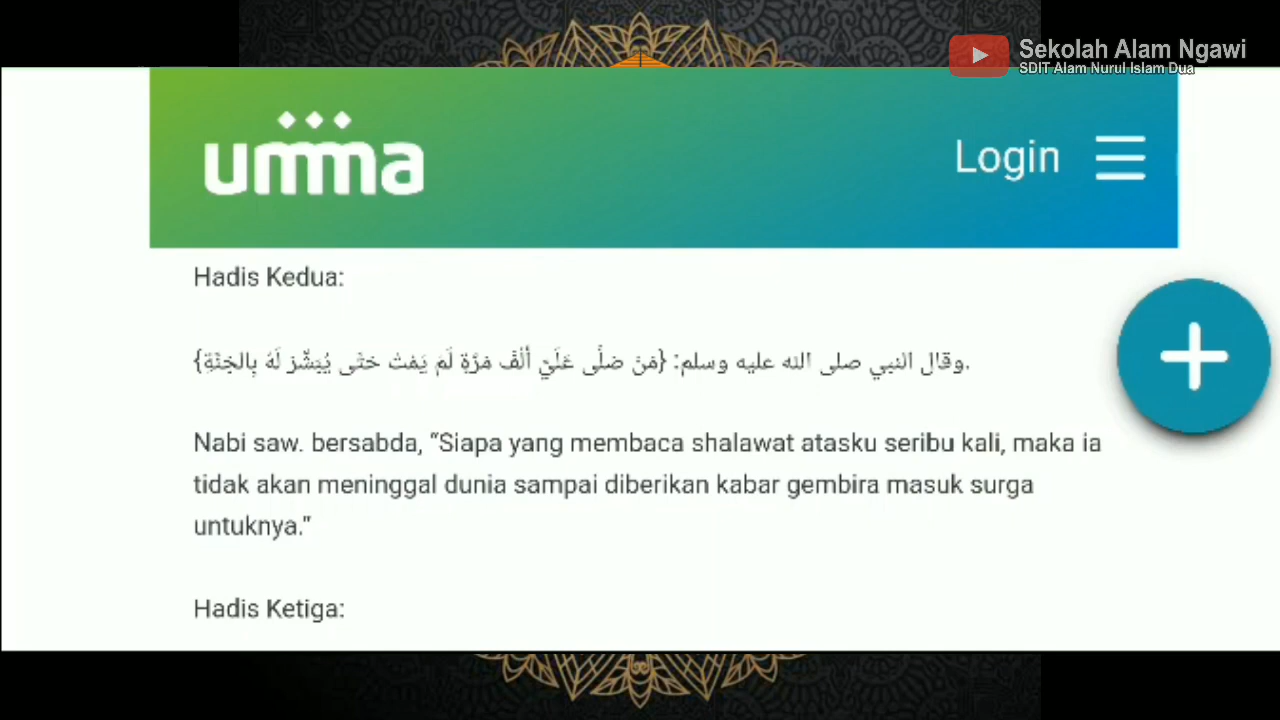 Sekolah Alam Ngawi
SDIT Alam Nurul Islam Dua
umma
Login
Hadis Kedua:
وقال النبي صلى الله عليه وسلم: {مَنْ صَلَّى عَلَيَّ أَلْفَ مَرَّةٍ لَمْ يَمُتْ حَتَّى يُبَشَّرَ لَهُ بِالجَنَّةِ}.
Nabi saw. bersabda, “Siapa yang membaca shalawat atasku seribu kali, maka ia
tidak akan meninggal dunia sampai diberikan kabar gembira masuk surga
untuknya.”
Hadis Ketiga: